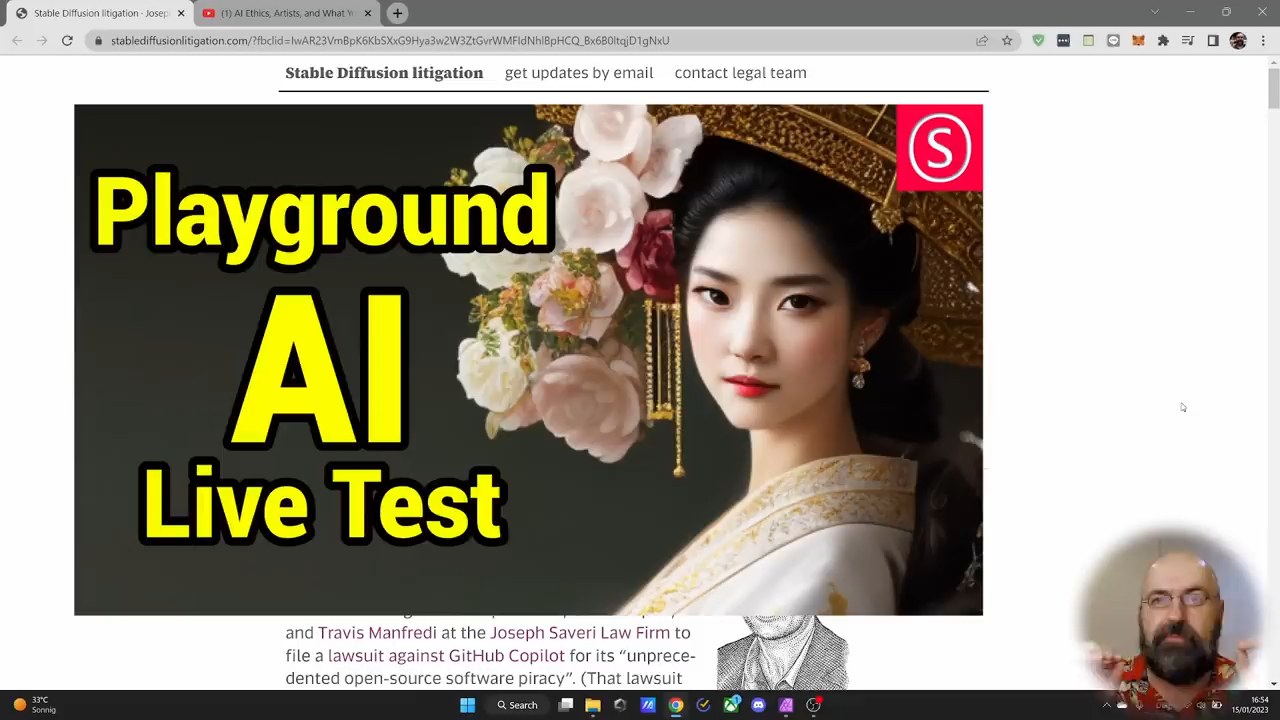 Stable Diffusion litigation - Josep
(1) AI Ethics, Artists, and What Y
stablediffusionlitigation.com/?fbclid=IwAR23VmBpK6KbSXxG9Hya3w2W3ZtGvrWMFIdNhlBpHCQ_Bx6B0ltqjD1gNxU
Stable Diffusion litigation get updates by email contact legal team
S
Playground
AI
Live Test
and Travis Manfredi at the Joseph Saveri Law Firm to
file a lawsuit against GitHub Copilot for its “unprece-
dented open-source software piracy”. (That lawsuit
33°C
Sonnig
Search
16:54
15/01/2023